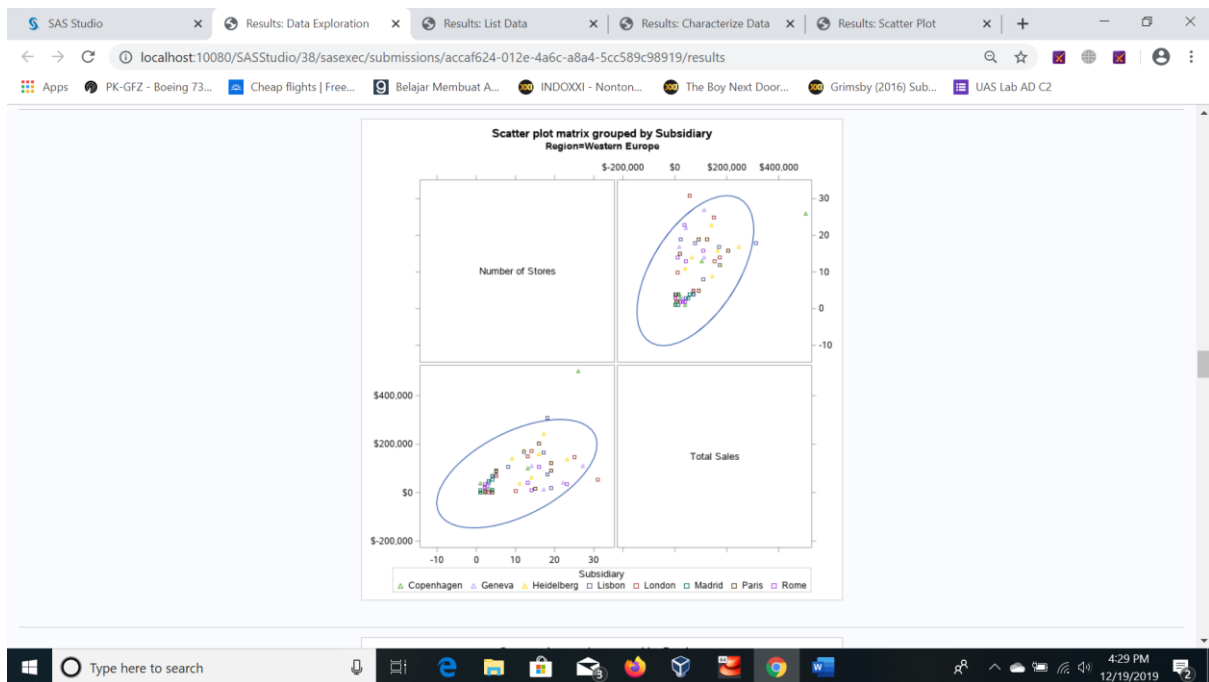 SAS Studio
Results: Data Exploration
Results: List Data
Results: Characterize Data
Results: Scatter Plot
localhost:10080/SASStudio/38/sasexec/submissions/accaf624-012e-4a6c-a8a4-5cc589c98919/results
Apps PK-GFZ - Boeing 73... Cheap flights | Free... Belajar Membuat A... INDOXXI - Nonton... The Boy Next Door... Grimsby (2016) Sub... UAS Lab AD C2
Scatter plot matrix grouped by Subsidiary
Region=Western Europe
$-200,000 $0 $200,000 $400,000
30
20
Number of Stores
10
0
-10
$400,000
$200,000
Total Sales
$0
$-200,000
-10 0 10 20 30
Subsidiary
Copenhagen Geneva Heidelberg Lisbon London Madrid Paris Rome
Type here to search
4:29 PM
12/19/2019